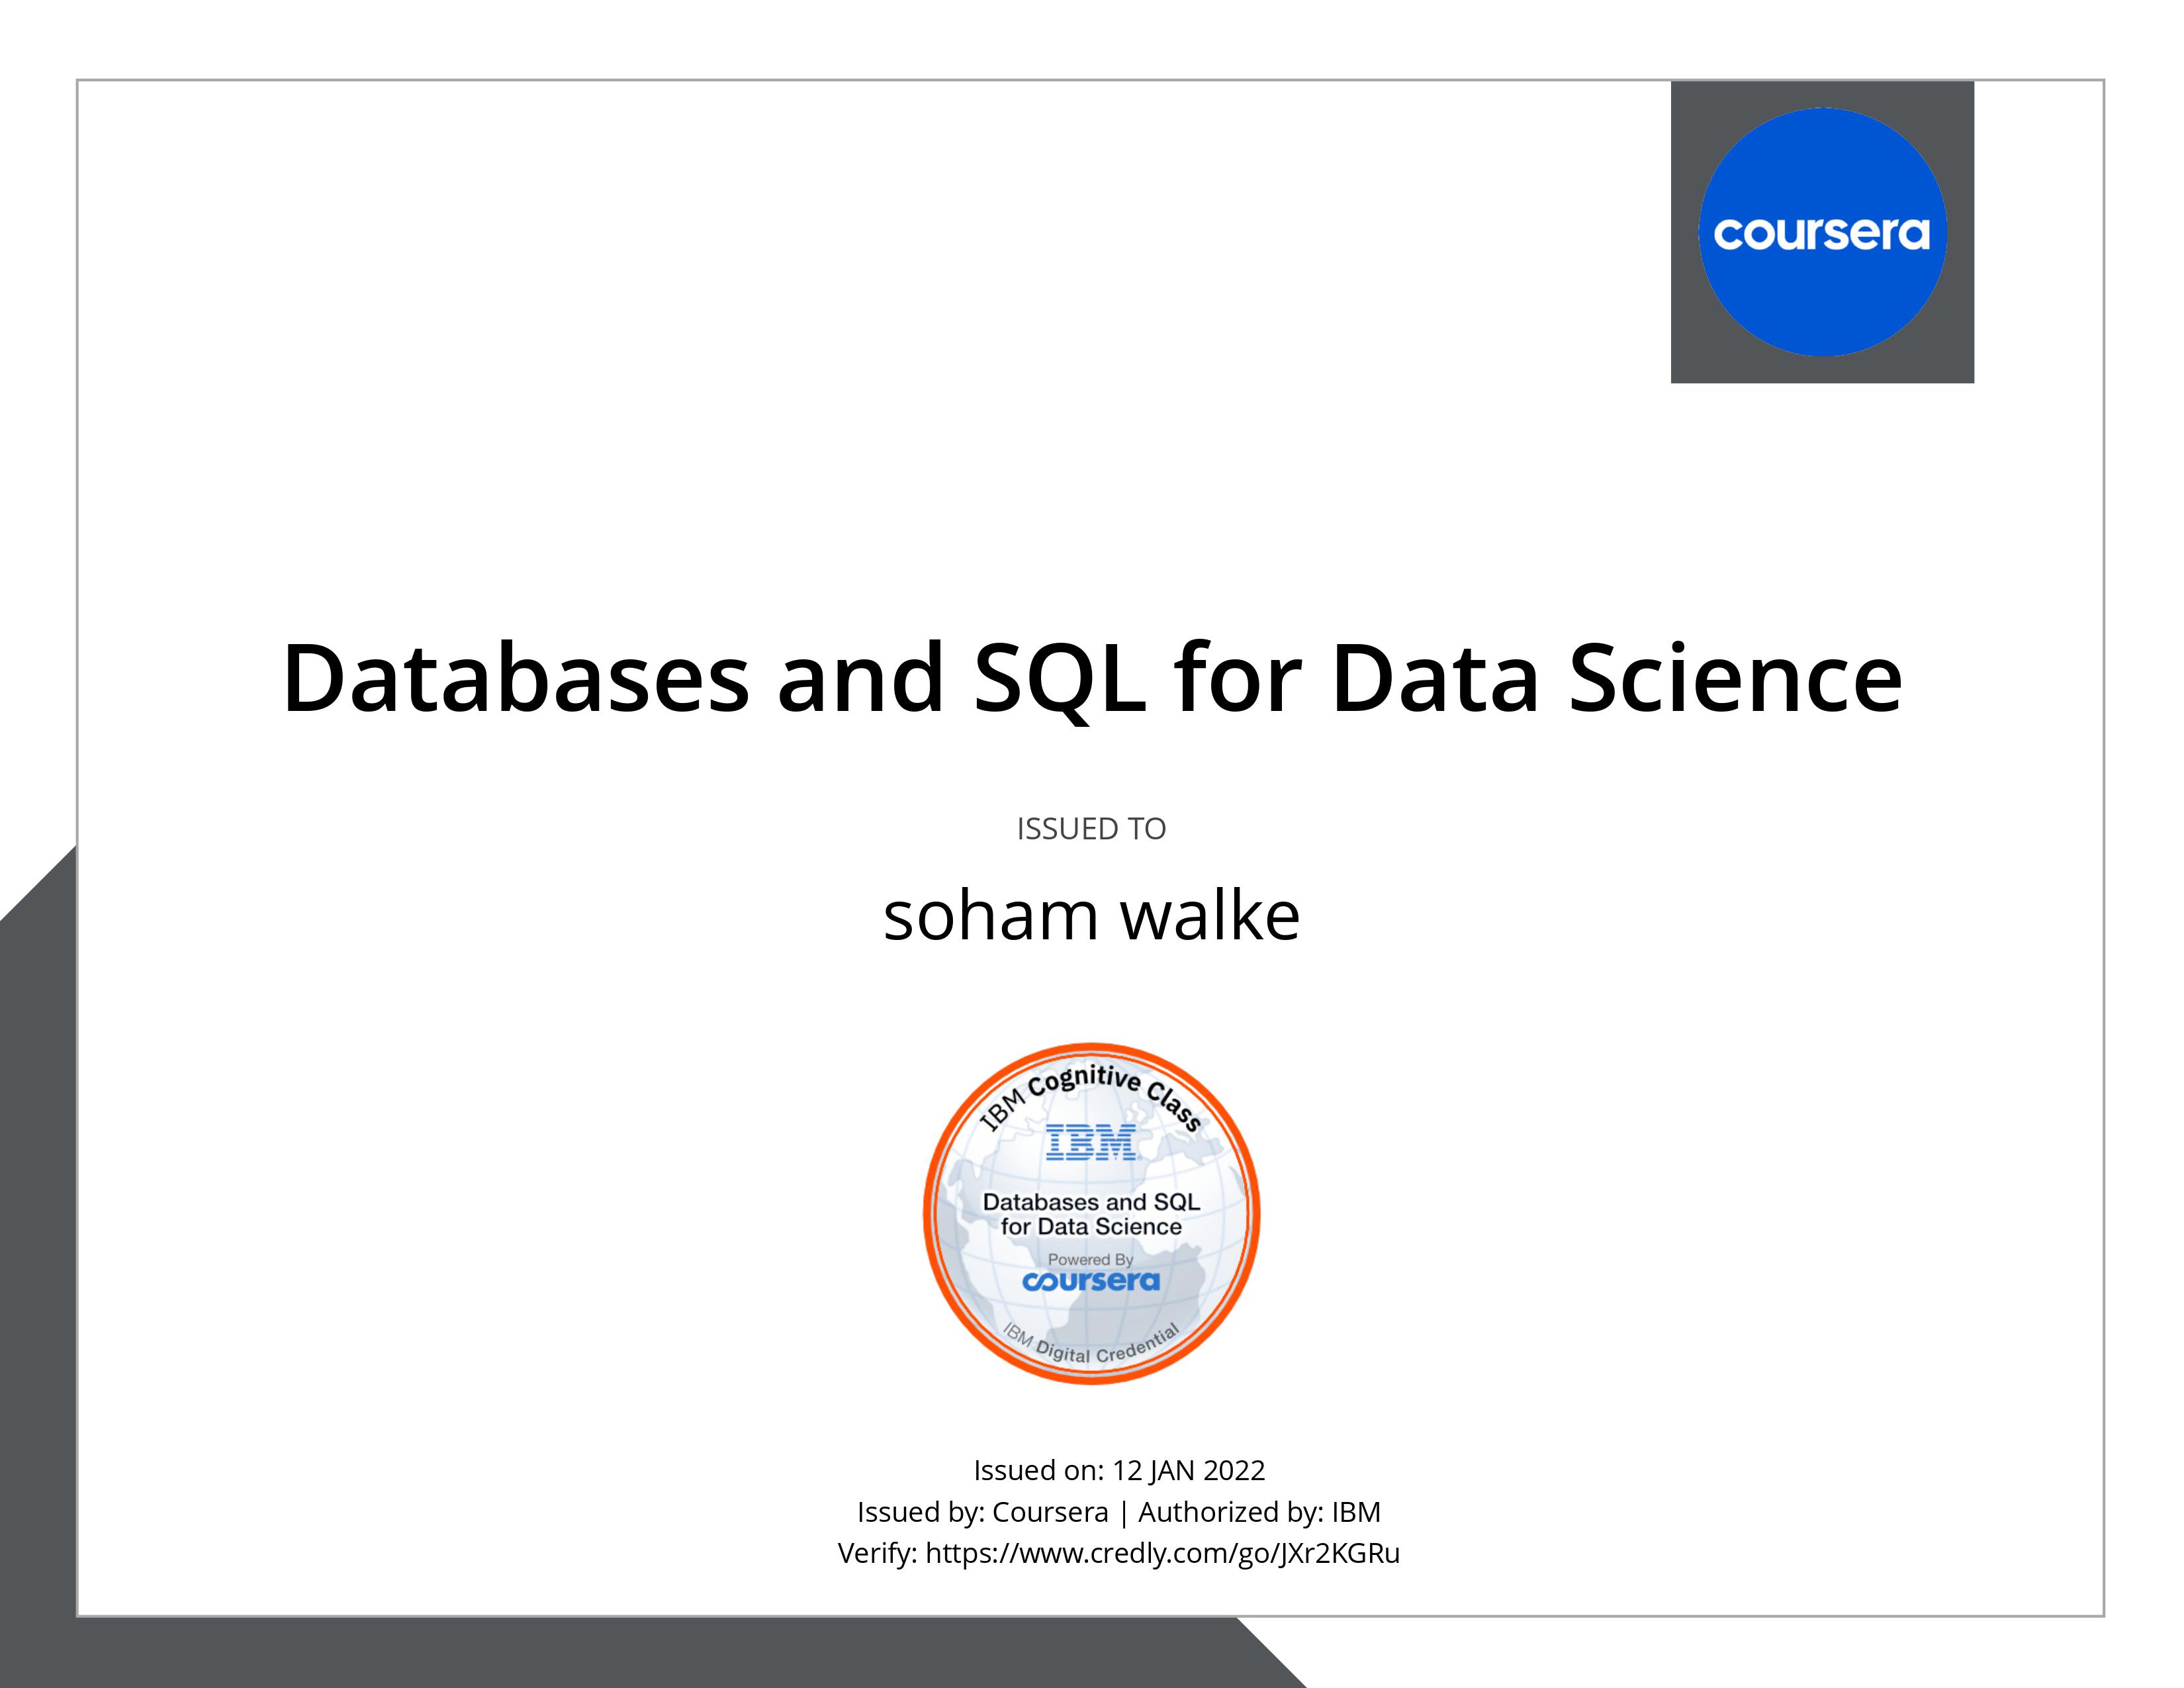 coursera
Databases and SQL for Data Science
ISSUED TO
soham walke
IBM Cognitive Class
IBM
Databases and SQL
for Data Science
Powered By
coursera
IBM Digital Credential
Issued on: 12 JAN 2022
Issued by: Coursera | Authorized by: IBM
Verify: https://www.credly.com/go/JXr2KGRu